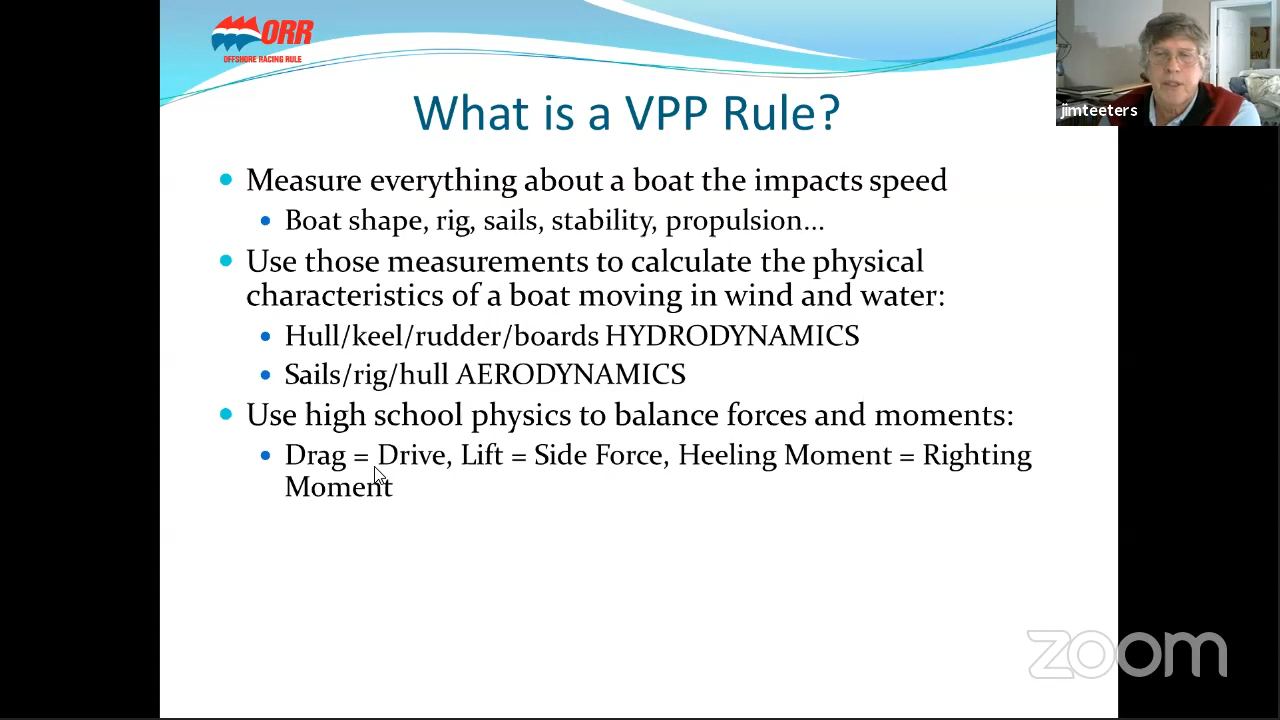 ORR
OFFSHORE RACING RULE
jimteeters
What is a VPP Rule?
Measure everything about a boat the impacts speed
Boat shape, rig, sails, stability, propulsion...
Use those measurements to calculate the physical
characteristics of a boat moving in wind and water:
Hull/keel/rudder/boards HYDRODYNAMICS
Sails/rig/hull AERODYNAMICS
Use high school physics to balance forces and moments:
Drag = Drive, Lift = Side Force, Heeling Moment = Righting
Moment
zoom